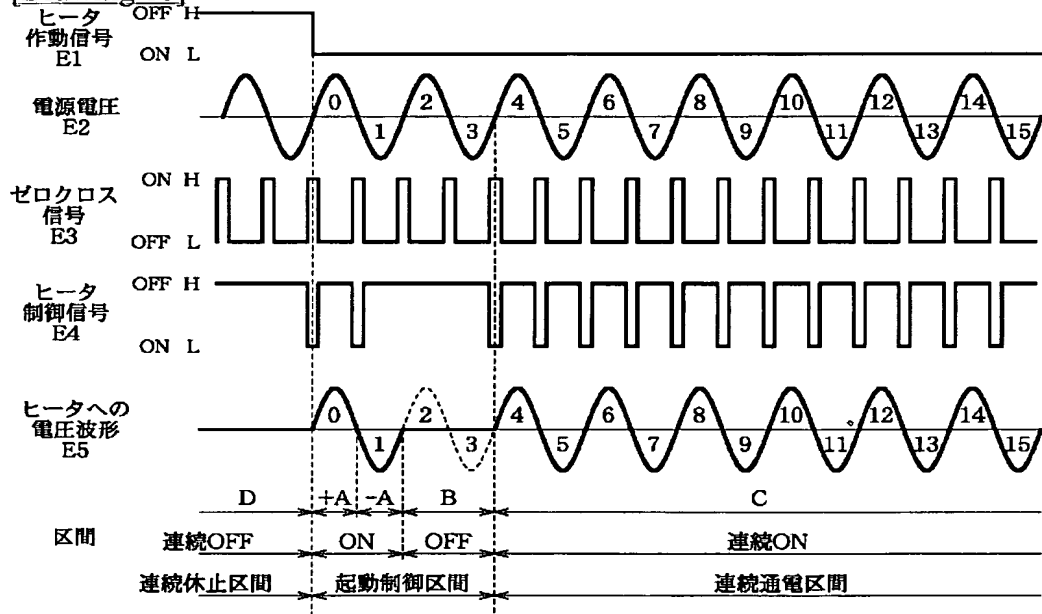 ヒータ
作動信号
E1
OFF H
ON L
電源電圧
E2
0 2 4 6 8 10 12 14
1 3 5 7 9 11 13 15
ゼロクロス
信号
E3
ON H
OFF L
ヒータ
制御信号
E4
OFF H
ON L
ヒータへの
電圧波形
E5
0 2 4 6 8 10 12 14
1 3 5 7 9 11 13 15
D +A -A B C
区間 連続OFF ON OFF 連続ON
連続休止区間 起動制御区間 連続通電区間